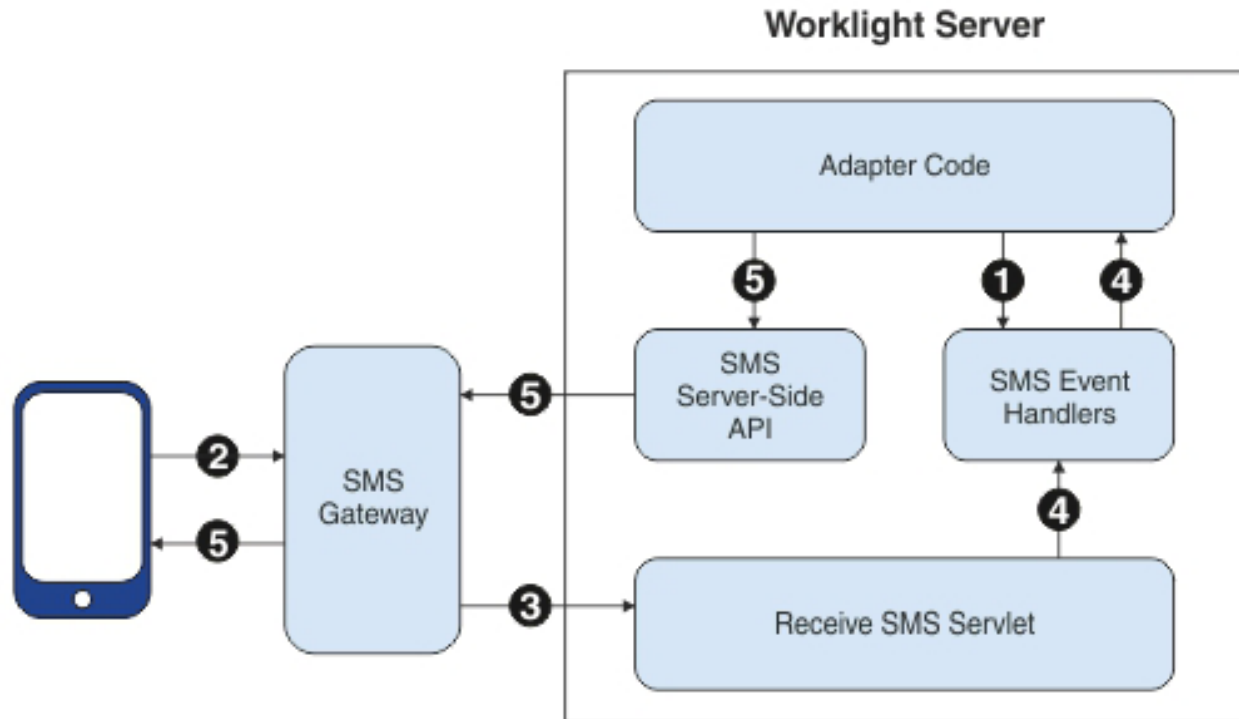 Worklight Server
Adapter Code
5
1
4
SMS
Server-Side
API
SMS Event
Handlers
5
2
SMS
Gateway
5
4
3
Receive SMS Servlet